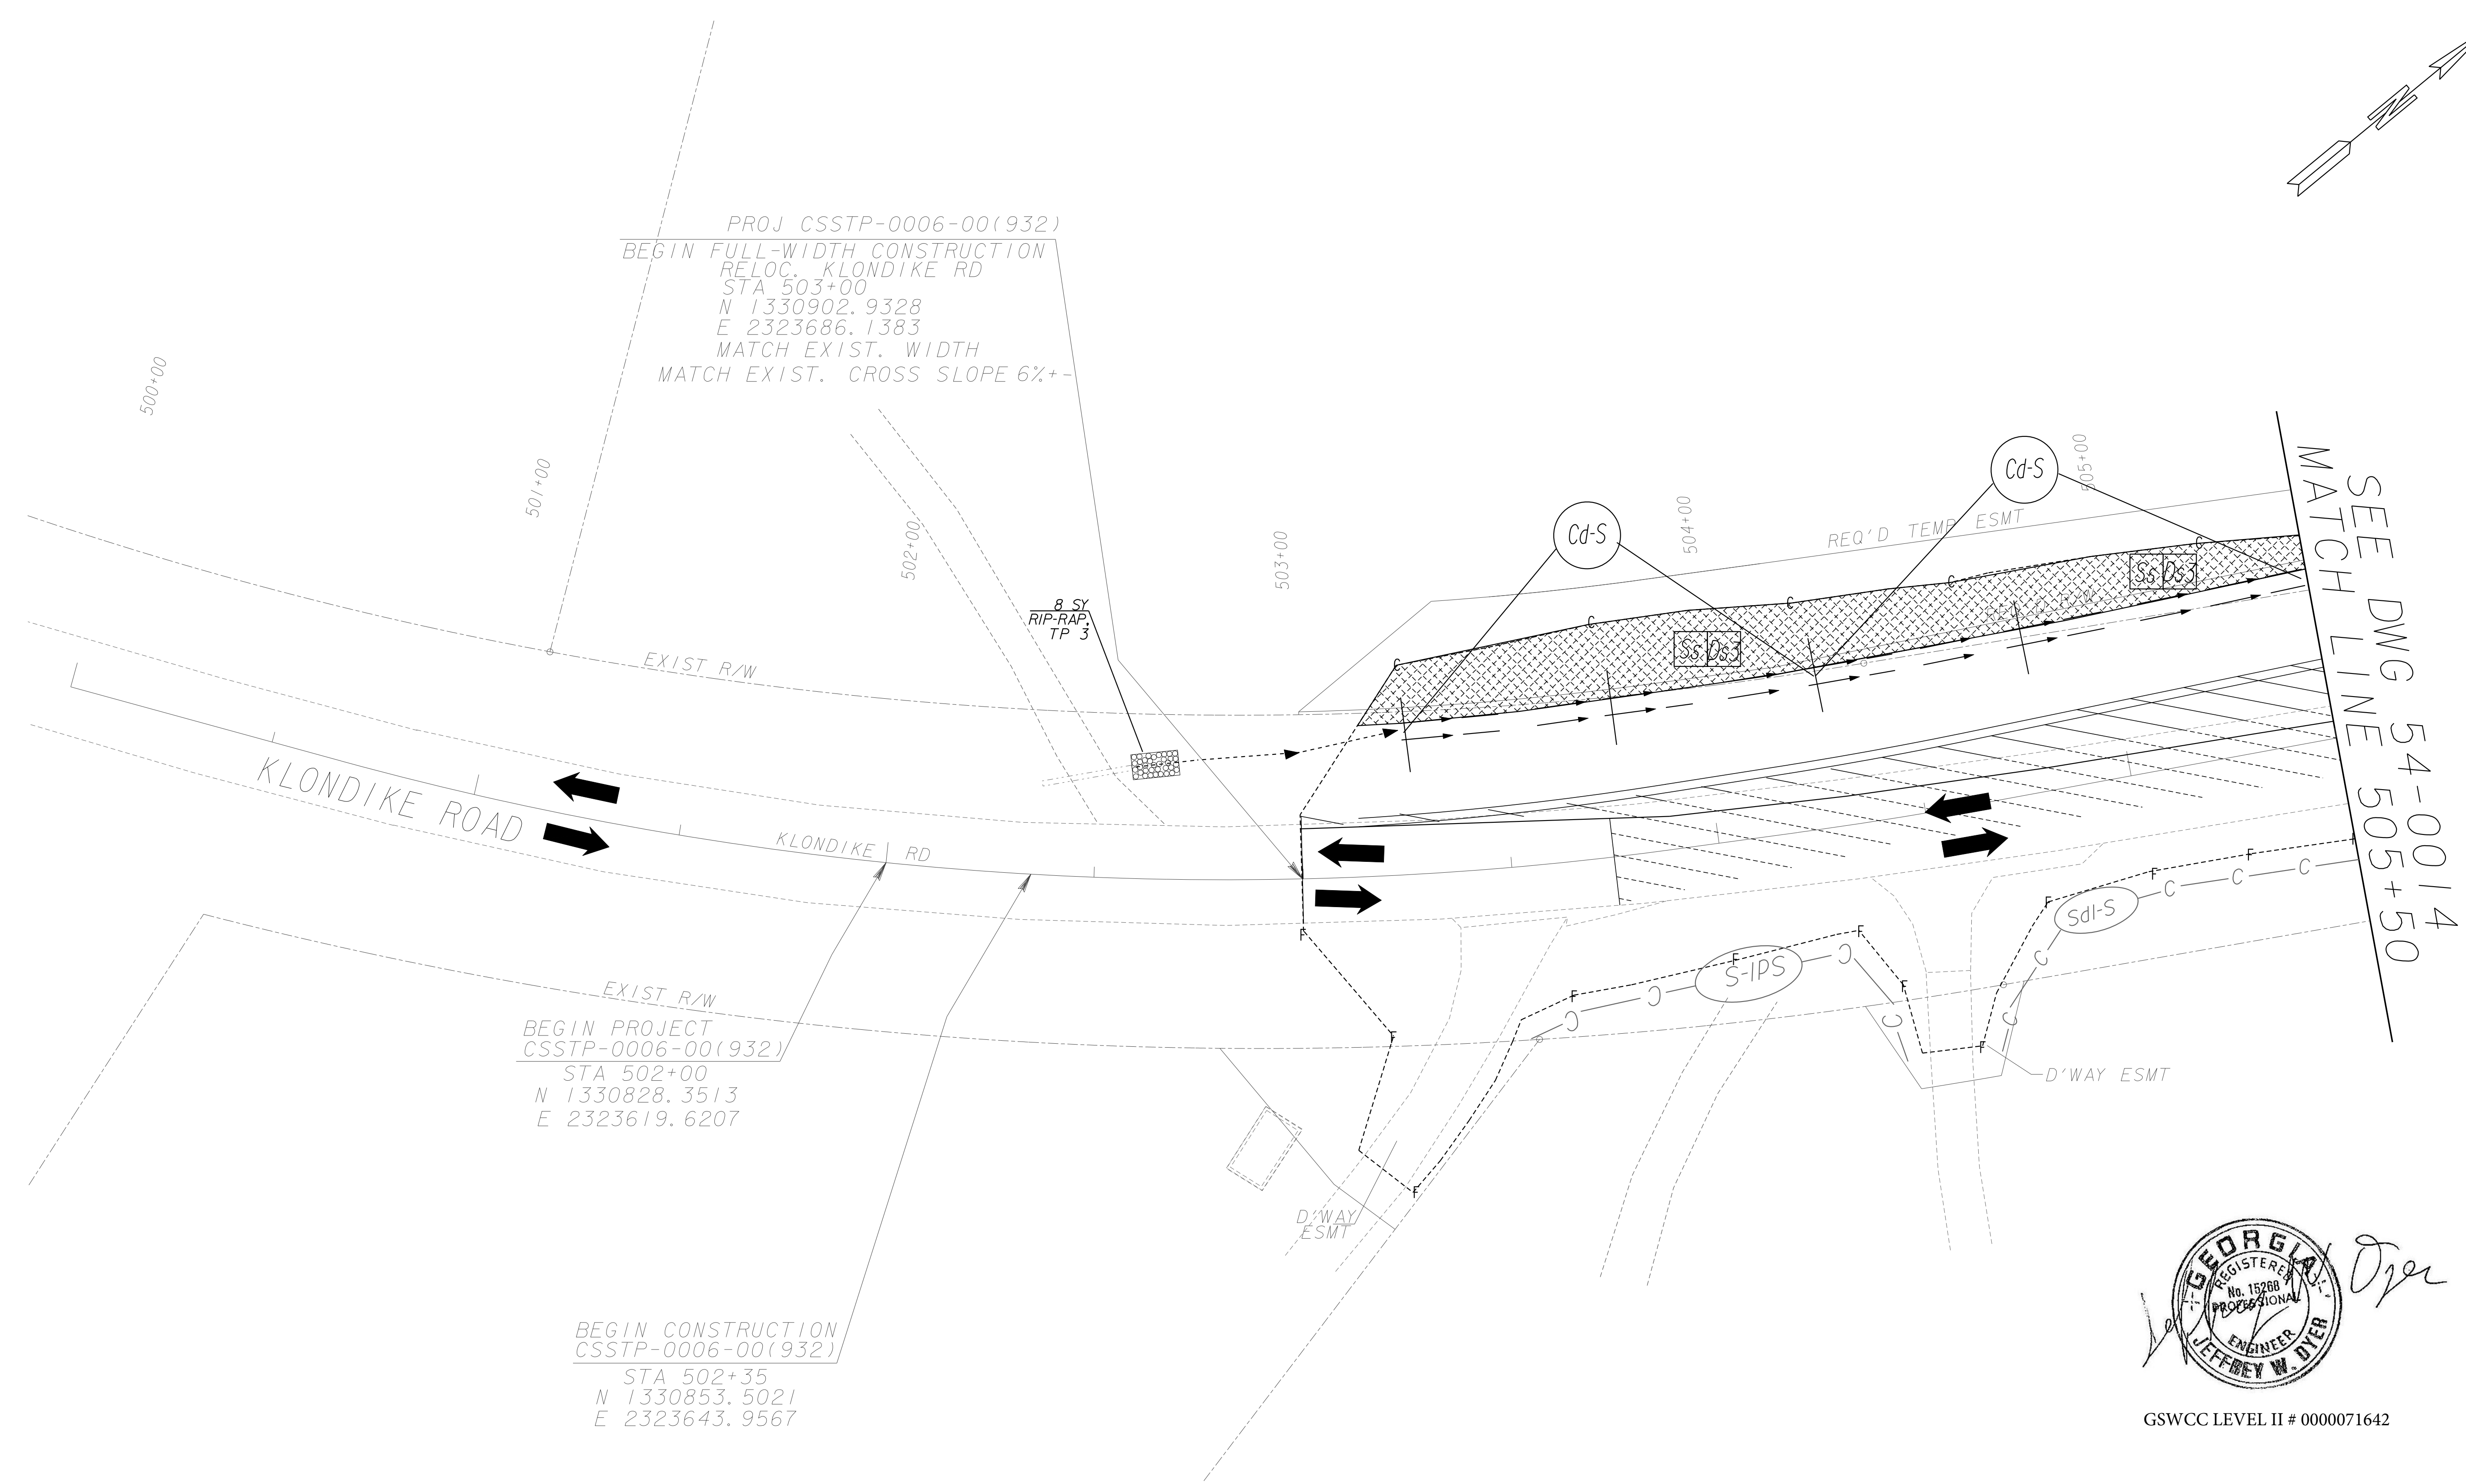 PROJ CSSTP-0006-00(932)
BEGIN FULL-WIDTH CONSTRUCTION
RELOC. KLONDIKE RD
STA 503+00
N 1330902.9328
E 2323686.1383
MATCH EXIST. WIDTH
MATCH EXIST. CROSS SLOPE 6%+-
500+00
501+00
502+00
503+00
504+00
505+00
N
Cd-S
Cd-S
REQ'D TEMP ESMT
SEE DWG 54-0014
MATCH LINE 505+50
Ss Ds3
Ss Ds3
8 SY
RIP-RAP,
TP 3
C
C
C
C
C
EXIST R/W
KLONDIKE ROAD
KLONDIKE RD
EXIST R/W
Sd1-S
C
C
C
C
C
Sd1-S
C
C
C
C
C
F
F
F
F
F
F
F
F
F
F
F
F
BEGIN PROJECT
CSSTP-0006-00(932)
STA 502+00
N 1330828.3513
E 2323619.6207
D'WAY ESMT
D'WAY
ESMT
BEGIN CONSTRUCTION
CSSTP-0006-00(932)
STA 502+35
N 1330853.5021
E 2323643.9567
GEORGIA
REGISTERED
No. 15268
PROFESSIONAL
ENGINEER
JEFFREY W. DYER
Dyer
GSWCC LEVEL II # 0000071642